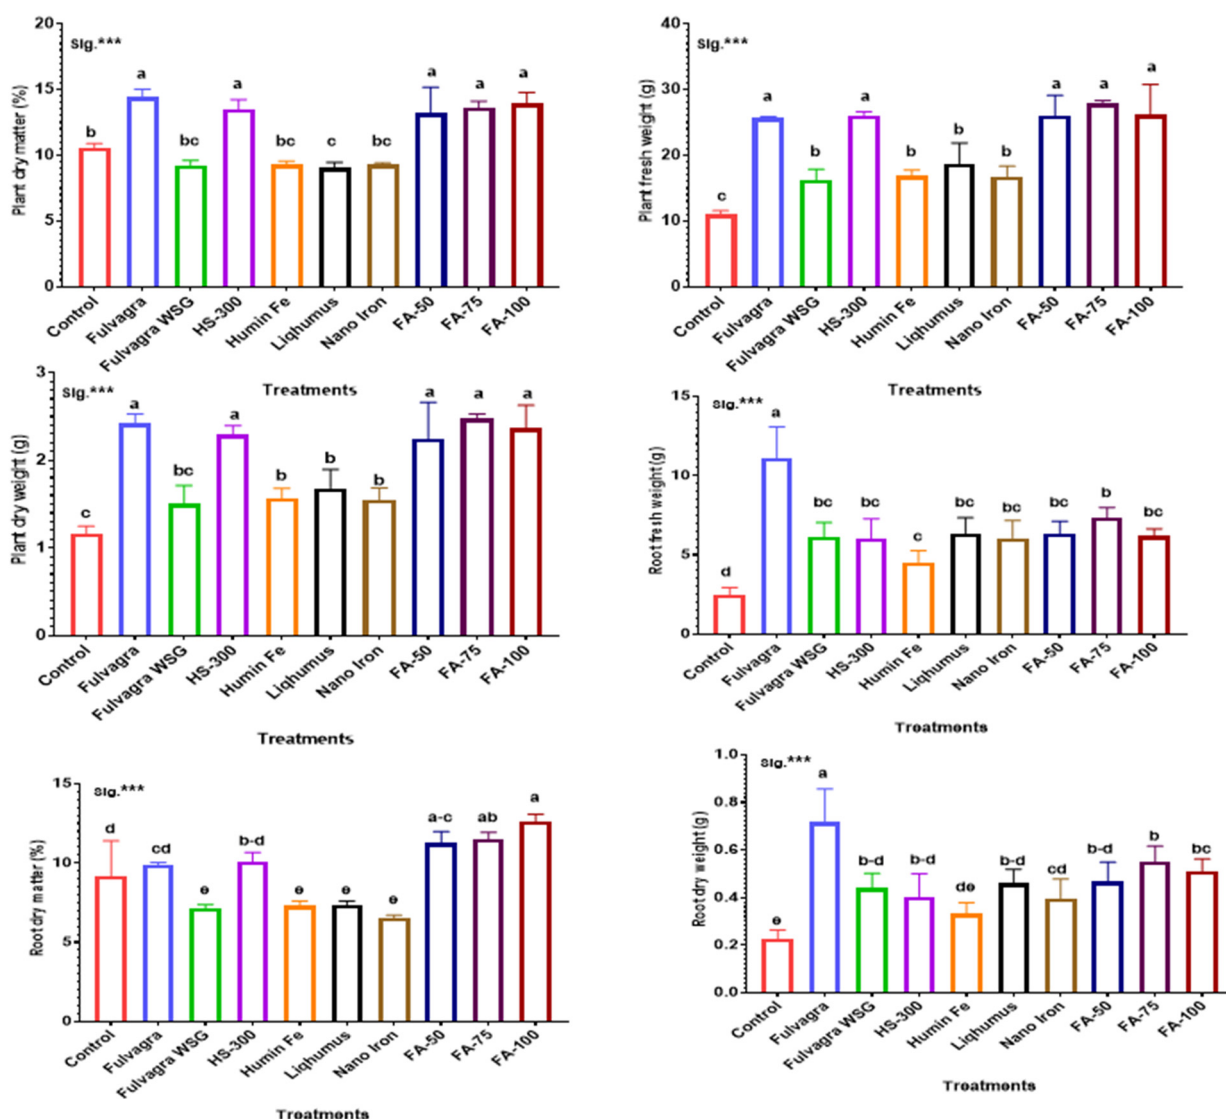 20
Sig.***
15
10
5
0
Plant dry matter (%)
b
a
bc
a
bc
c
bc
a
a
a
Control
Fulvagra
Fulvagra WSG
HS-300
Humin Fe
Liqhumus
Nano Iron
FA-50
FA-75
FA-100
Treatments
40
Sig.***
30
20
10
0
Plant fresh weight (g)
c
a
b
a
b
b
b
a
a
a
Control
Fulvagra
Fulvagra WSG
HS-300
Humin Fe
Liqhumus
Nano Iron
FA-50
FA-75
FA-100
Treatments
3
Sig.***
2
1
0
Plant dry weight (g)
c
a
bc
a
b
b
b
a
a
a
Control
Fulvagra
Fulvagra WSG
HS-300
Humin Fe
Liqhumus
Nano Iron
FA-50
FA-75
FA-100
Treatments
15
Sig.***
10
5
0
Root fresh weight (g)
d
a
bc
bc
c
bc
bc
bc
b
bc
Control
Fulvagra
Fulvagra WSG
HS-300
Humin Fe
Liqhumus
Nano Iron
FA-50
FA-75
FA-100
Treatments
15
Sig.***
10
5
0
Root dry matter (%)
d
cd
e
b-d
e
e
e
a-c
ab
a
Control
Fulvagra
Fulvagra WSG
HS-300
Humin Fe
Liqhumus
Nano Iron
FA-50
FA-75
FA-100
Treatments
1.0
Sig.***
0.8
0.6
0.4
0.2
0.0
Root dry weight (g)
e
a
b-d
b-d
de
b-d
cd
b-d
b
bc
Control
Fulvagra
Fulvagra WSG
HS-300
Humin Fe
Liqhumus
Nano Iron
FA-50
FA-75
FA-100
Treatments